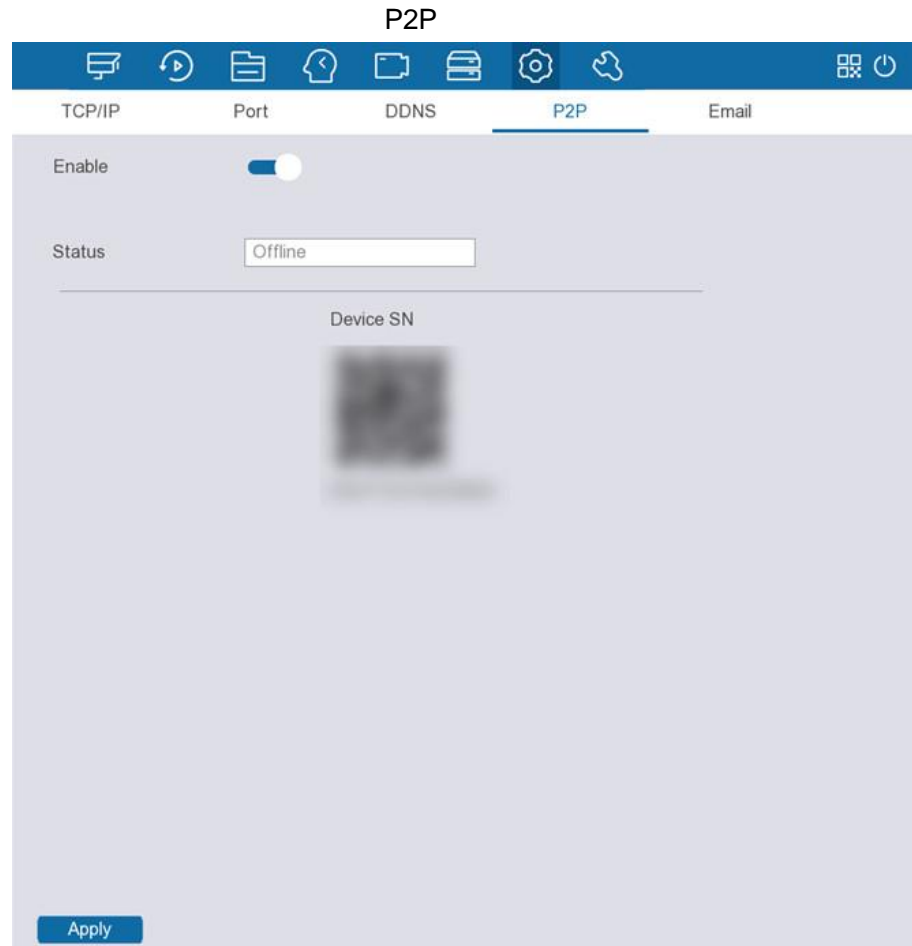 P2P
TCP/IP Port DDNS P2P Email
Enable
Status Offline
Device SN
Apply